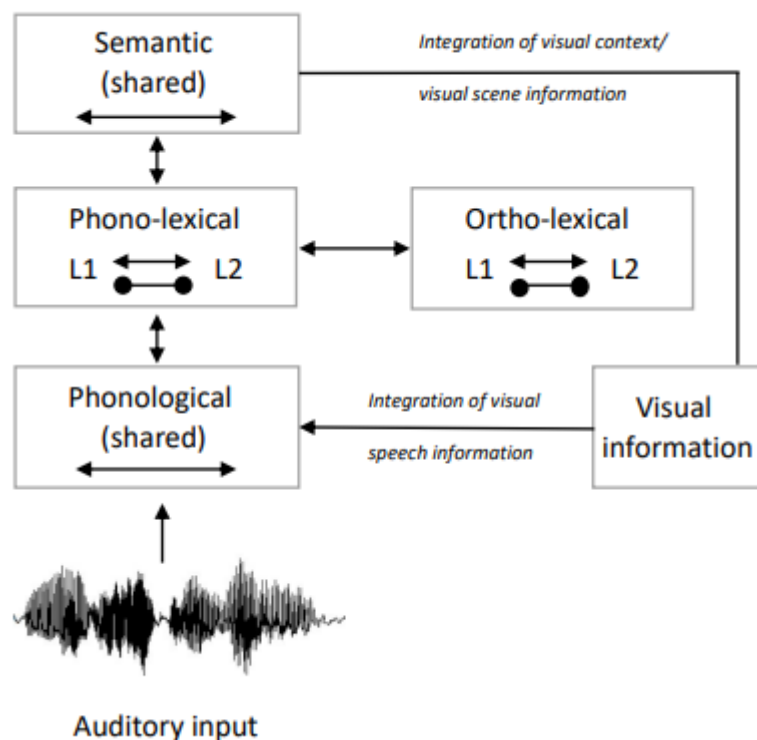 Semantic
(shared)
Integration of visual context/
visual scene information
Phono-lexical
L1 L2
Ortho-lexical
L1 L2
Phonological
(shared)
Integration of visual
speech information
Visual
information
Auditory input